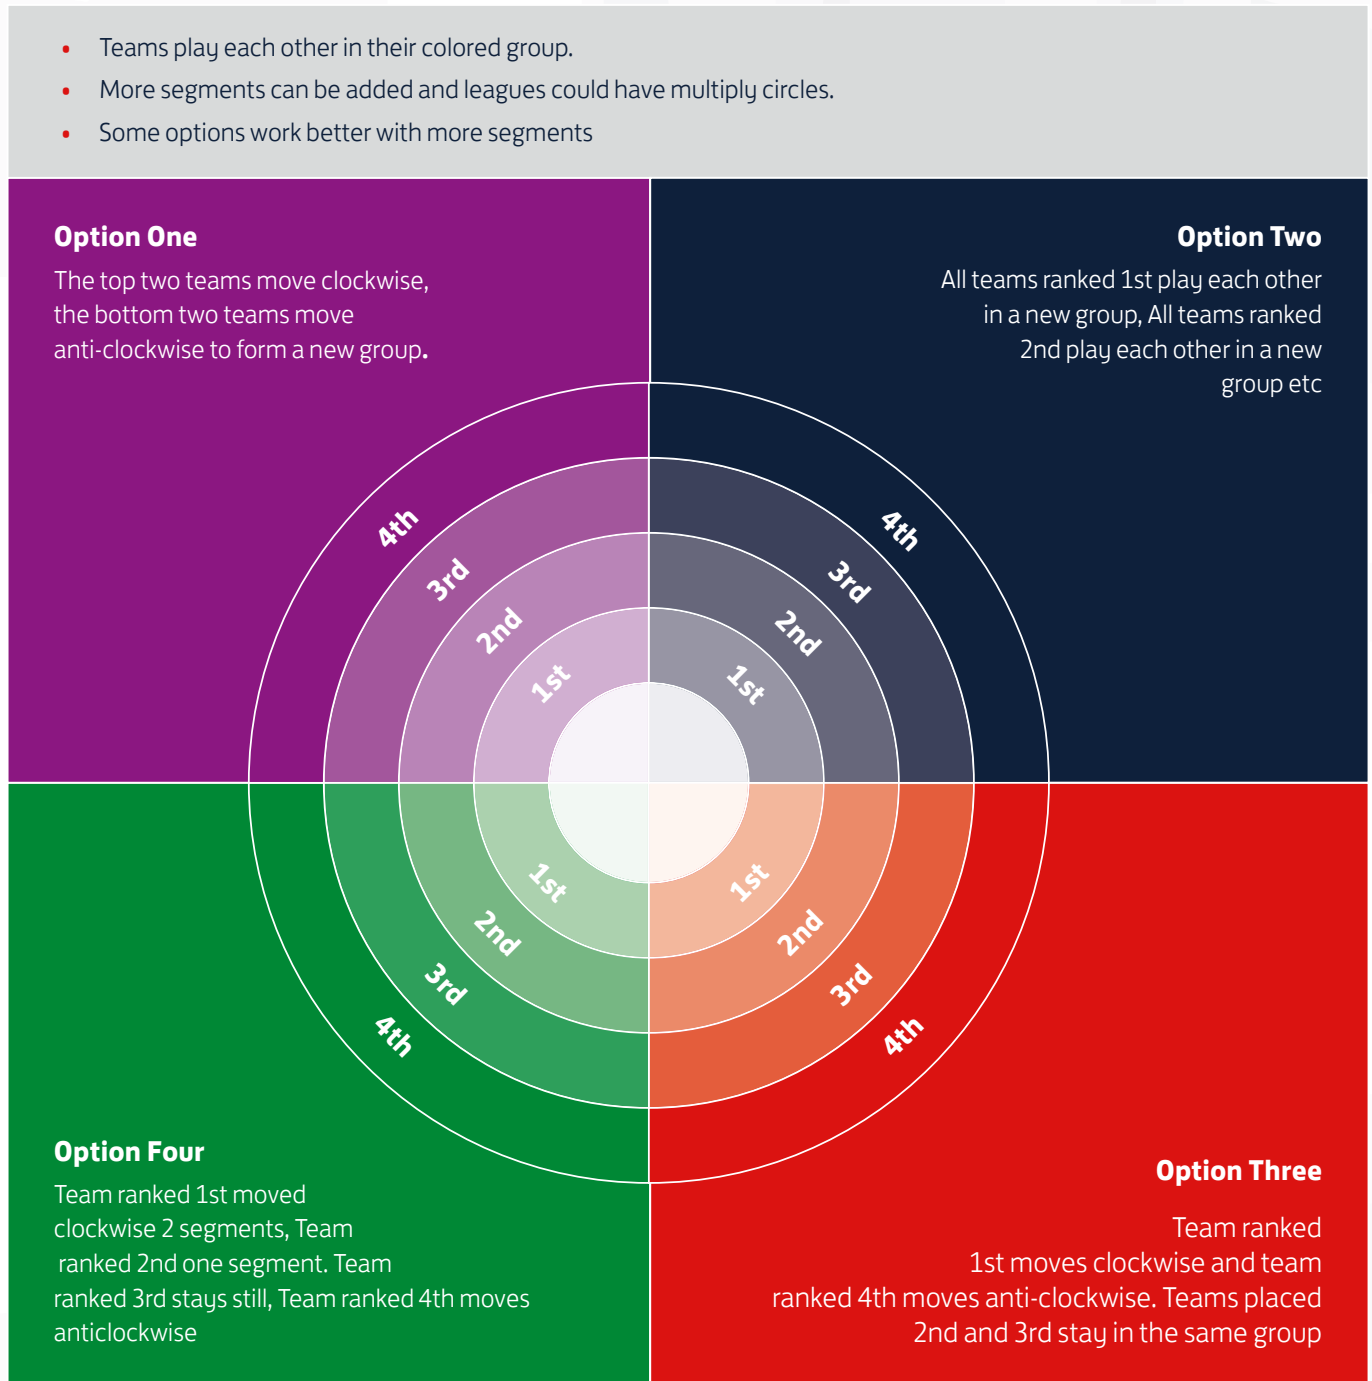 • Teams play each other in their colored group.
• More segments can be added and leagues could have multiply circles.
• Some options work better with more segments
Option One
The top two teams move clockwise,
the bottom two teams move
anti-clockwise to form a new group.
Option Two
All teams ranked 1st play each other
in a new group, All teams ranked
2nd play each other in a new
group etc
4th
3rd
2nd
1st
4th
3rd
2nd
1st
1st
2nd
3rd
4th
1st
2nd
3rd
4th
Option Four
Team ranked 1st moved
clockwise 2 segments, Team
ranked 2nd one segment. Team
ranked 3rd stays still, Team ranked 4th moves
anticlockwise
Option Three
Team ranked
1st moves clockwise and team
ranked 4th moves anti-clockwise. Teams placed
2nd and 3rd stay in the same group